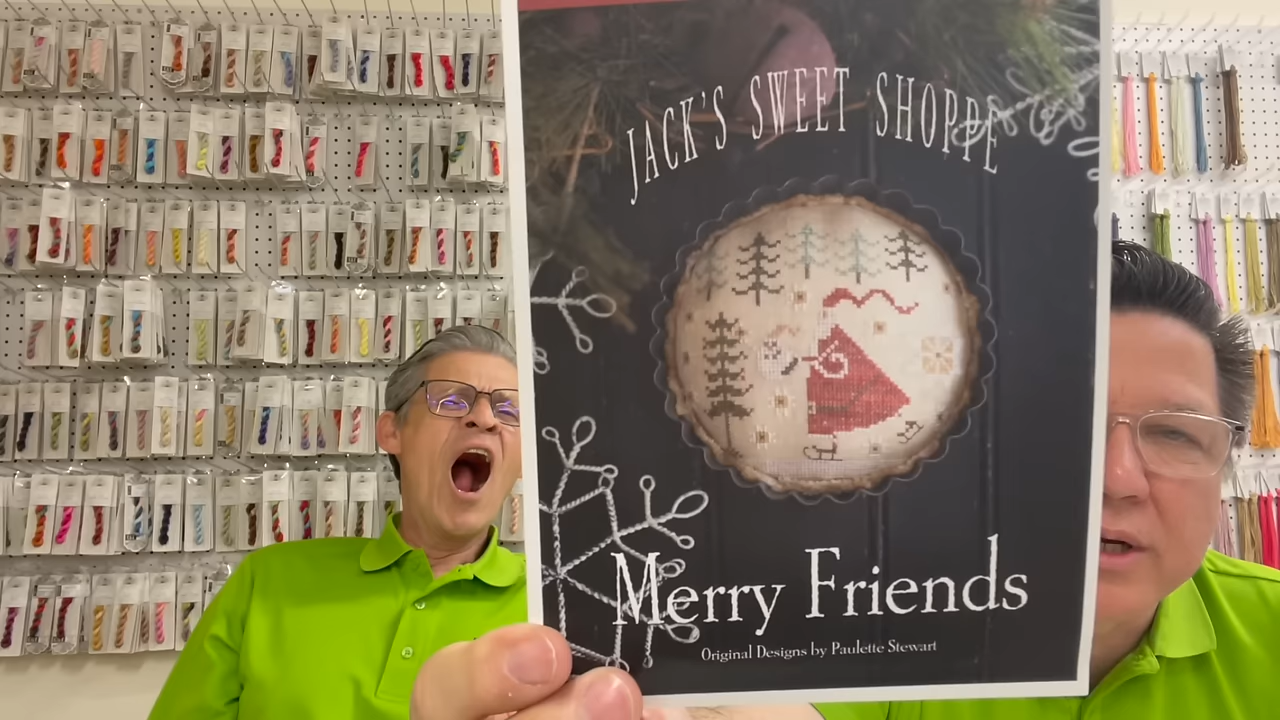 JACK'S SWEET SHOPPE
Merry Friends
Original Designs by Paulette Stewart